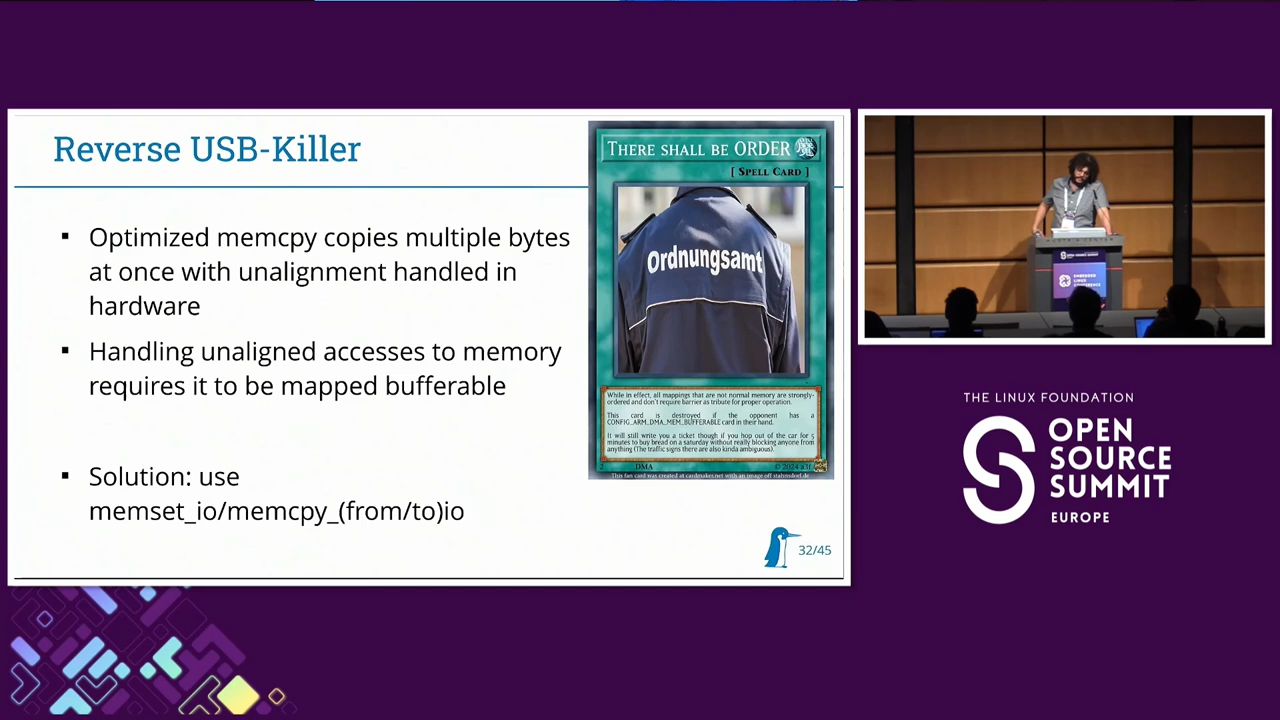 Reverse USB-Killer
▪ Optimized memcpy copies multiple bytes
at once with unalignment handled in
hardware
▪ Handling unaligned accesses to memory
requires it to be mapped bufferable
▪ Solution: use
memset_io/memcpy_(from/to)io
THERE SHALL BE ORDER
[ SPELL CARD ]
Ordnungsamt
While in effect, all mappings that are not normal memory are strongly-
ordered and don't require barrier as tribute for proper operation.
This card is destroyed if the opponent has a
CONFIG_ARM_DMA_MEM_BUFFERABLE card in their hand.
It will still write you a ticket though if you hop out of the car for 5
minutes to buy bread on a saturday without really blocking anyone from
anything (The traffic signs there are also kinda ambiguous).
DMA
© 2024 a3f
This fan card was created at cardmaker.net with an image off stahnsdorf.de
32/45
EMBEDDED
LINUX
CONFERENCE
THE LINUX FOUNDATION
OPEN
SOURCE
SUMMIT
EUROPE